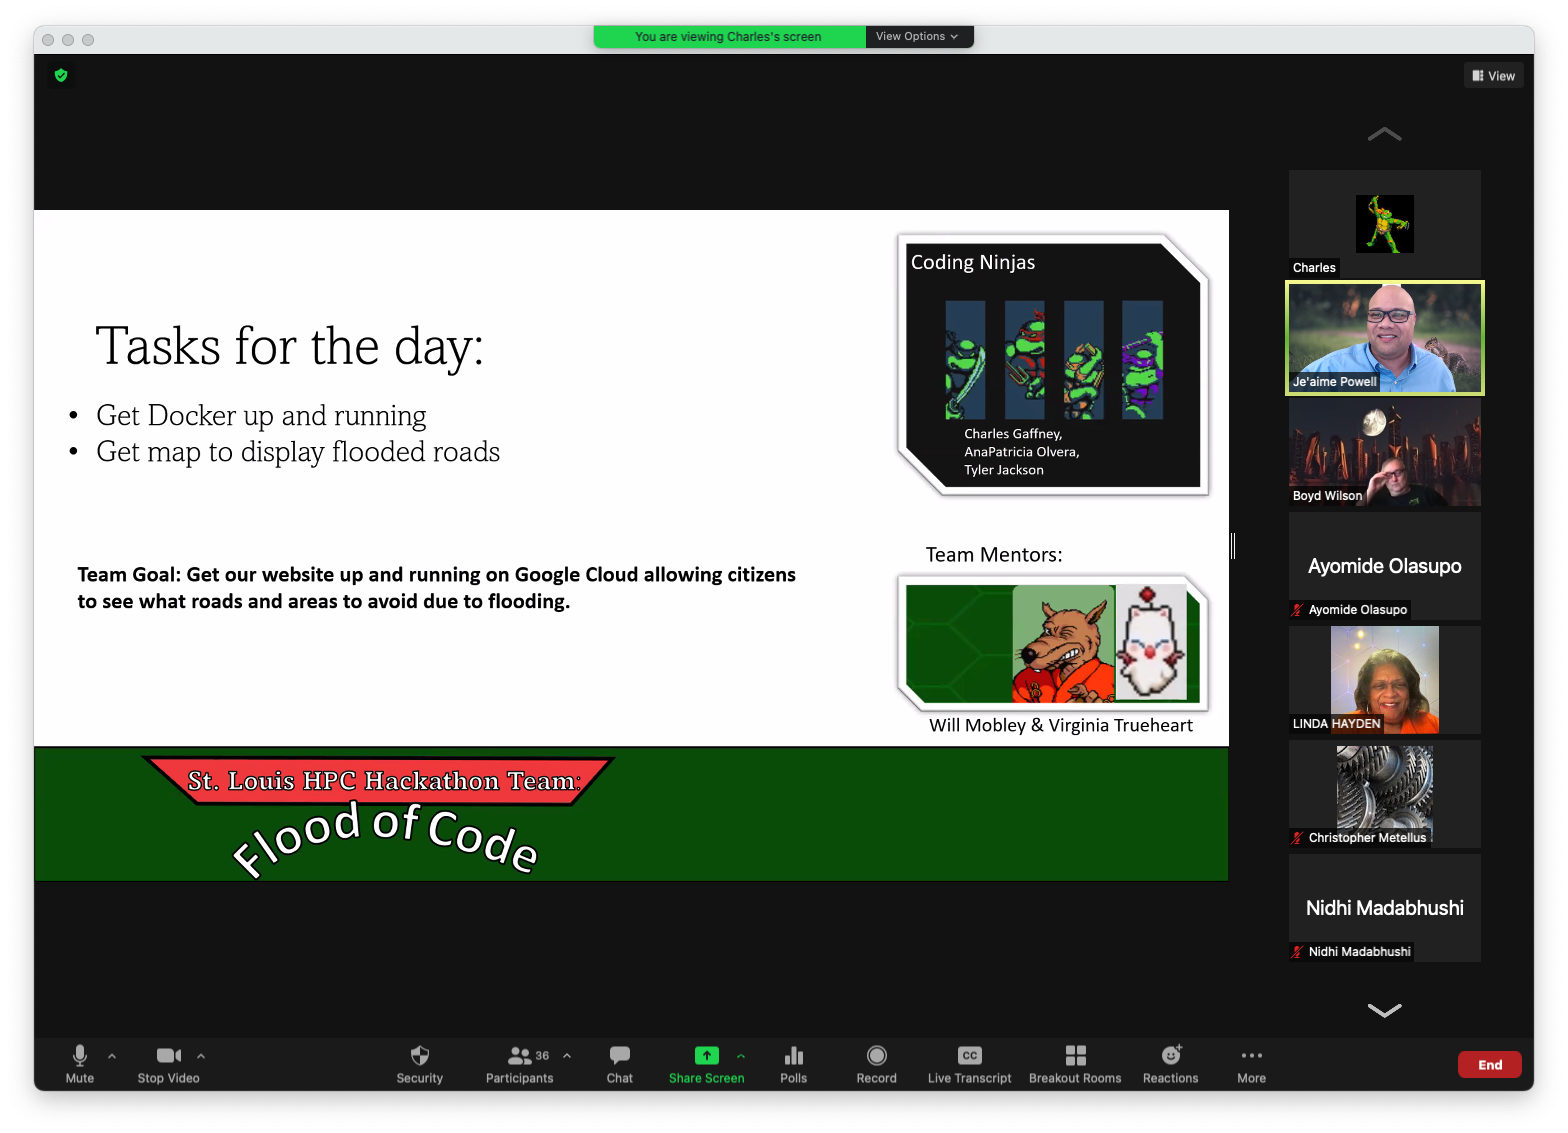 You are viewing Charles's screen
View Options
View
Tasks for the day:
• Get Docker up and running
• Get map to display flooded roads
Team Goal: Get our website up and running on Google Cloud allowing citizens
to see what roads and areas to avoid due to flooding.
Coding Ninjas
Charles Gaffney,
AnaPatricia Olvera,
Tyler Jackson
Team Mentors:
Will Mobley & Virginia Trueheart
St. Louis HPC Hackathon Team:
Flood of Code
Charles
Je'aime Powell
Boyd Wilson
Ayomide Olasupo
Ayomide Olasupo
LINDA HAYDEN
Christopher Metellus
Nidhi Madabhushi
Nidhi Madabhushi
Mute
Stop Video
Security
36
Participants
Chat
Share Screen
Polls
Record
CC
Live Transcript
Breakout Rooms
Reactions
More
End